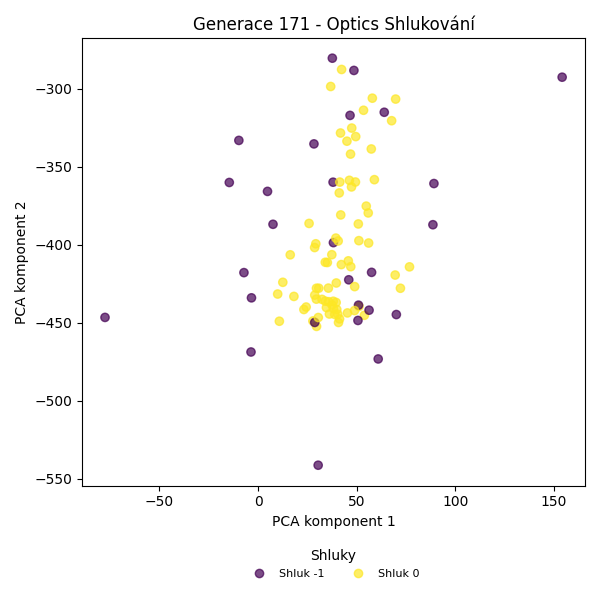 Generace 171 - Optics Shlukování
PCA komponent 2
−300
−350
−400
−450
−500
−550
−50
0
50
100
150
PCA komponent 1
Shluky
Shluk -1
Shluk 0